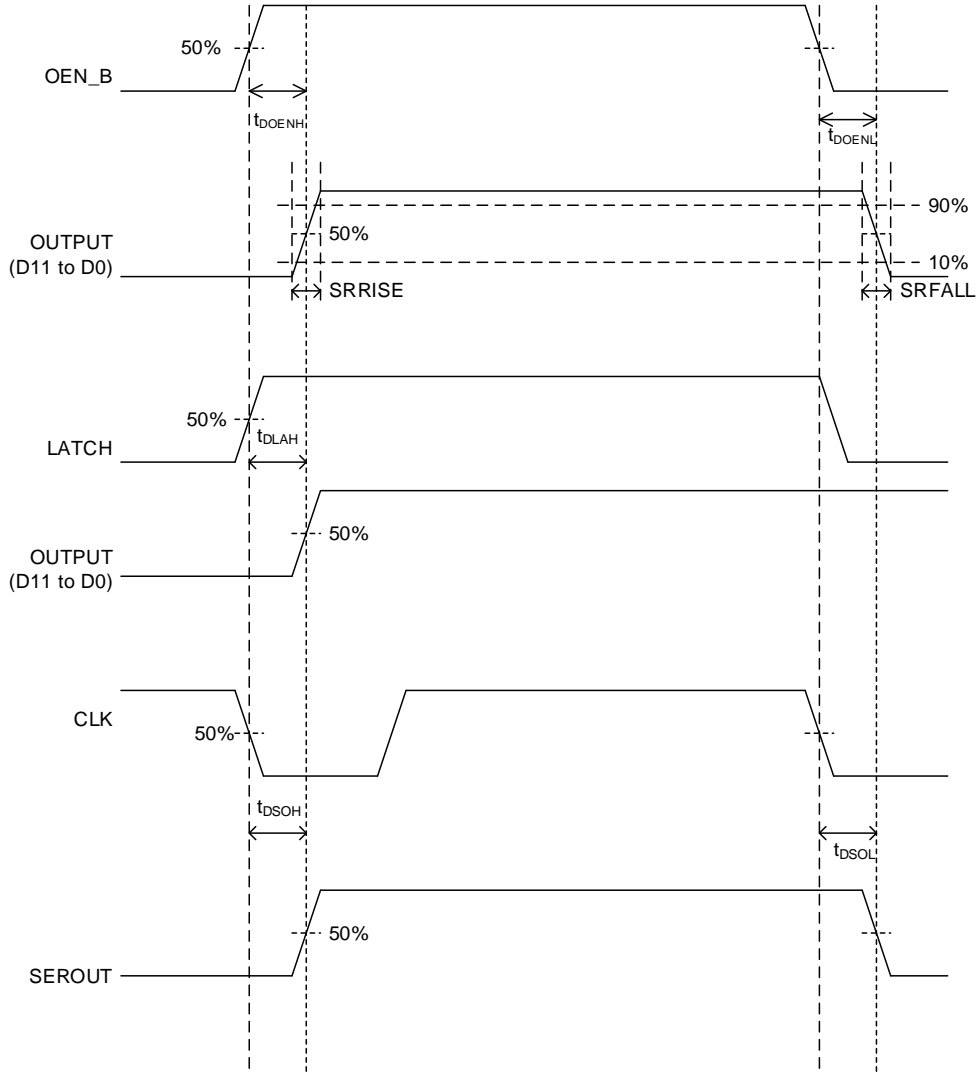 50%
OEN_B
tDOENH
tDOENL
90%
OUTPUT
(D11 to D0)
50%
10%
SRRISE
SRFALL
50%
LATCH
tDLAH
OUTPUT
(D11 to D0)
50%
CLK
50%
tDSOH
tDSOL
50%
SEROUT